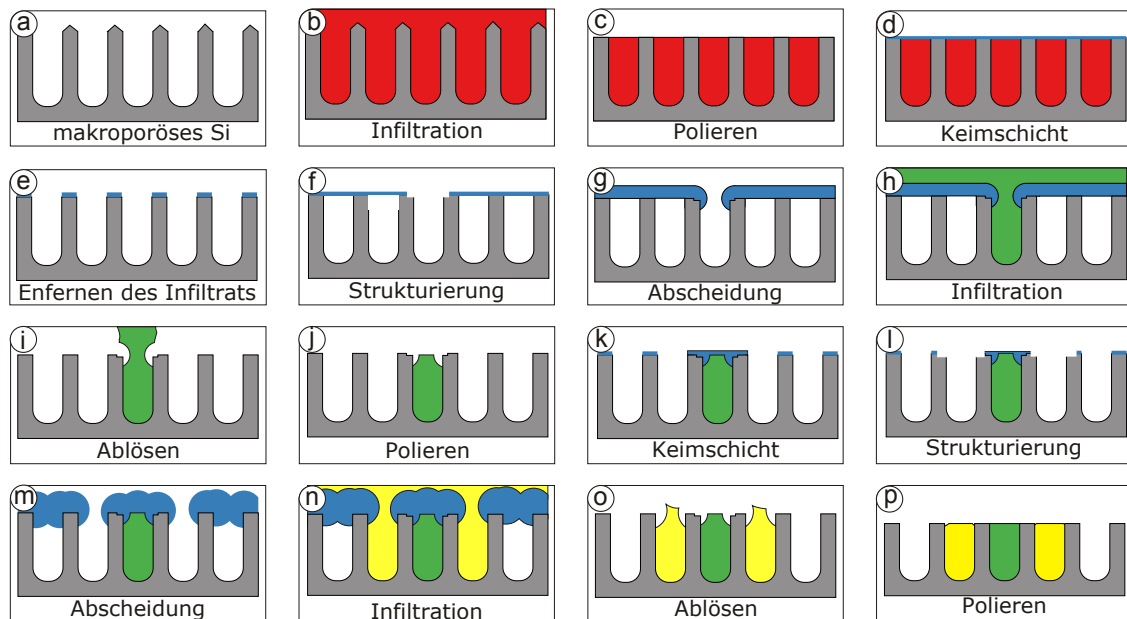 a
makroporöses Si
b
Infiltration
c
Polieren
d
Keimschicht
e
Enfernen des Infiltrats
f
Strukturierung
g
Abscheidung
h
Infiltration
i
Ablösen
j
Polieren
k
Keimschicht
l
Strukturierung
m
Abscheidung
n
Infiltration
o
Ablösen
p
Polieren